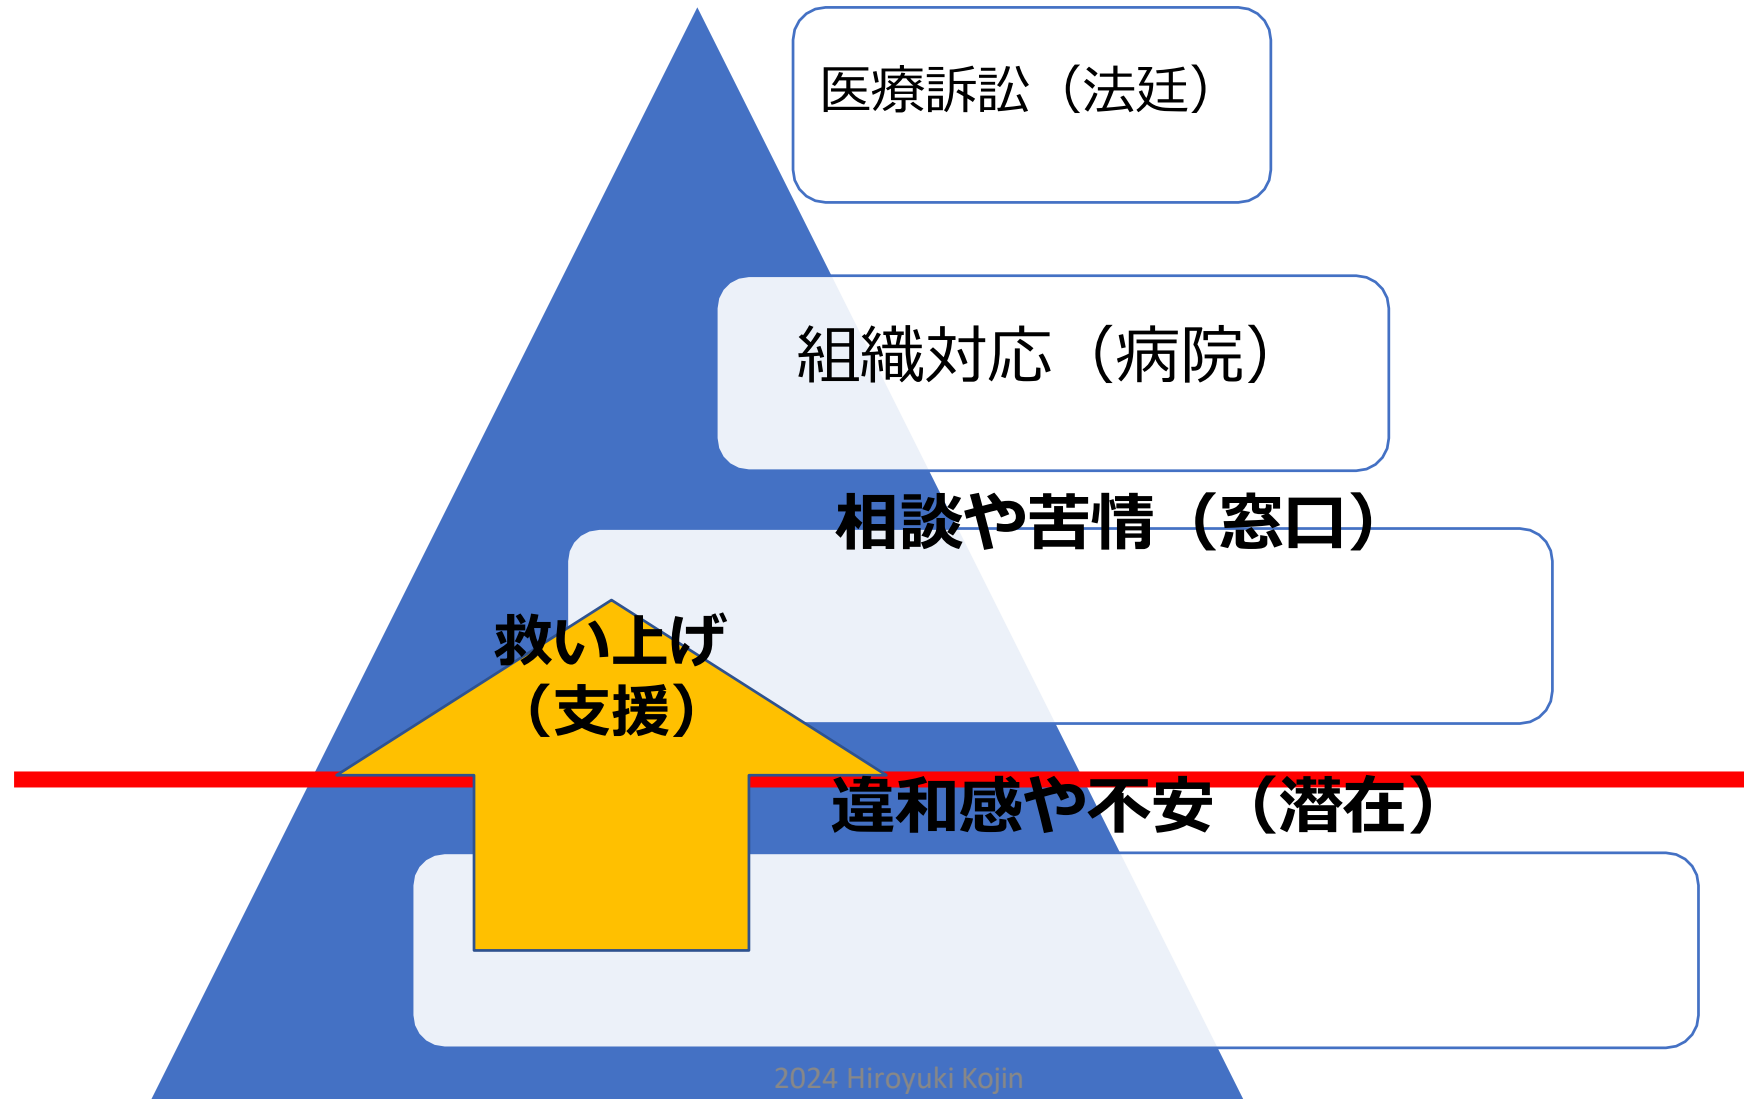 医療訴訟（法廷）
組織対応（病院）
相談や苦情（窓口）
救い上げ
（支援）
違和感や不安（潜在）
2024 Hiroyuki Kojin